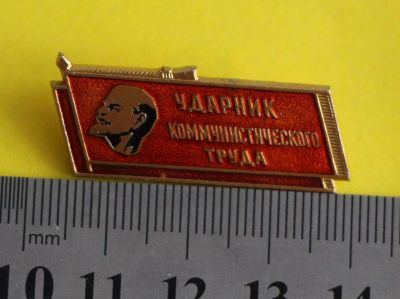 УДАРНИК
КОММУНИСТИЧЕСКОГО
ТРУДА
mm
10 11 12 13 14